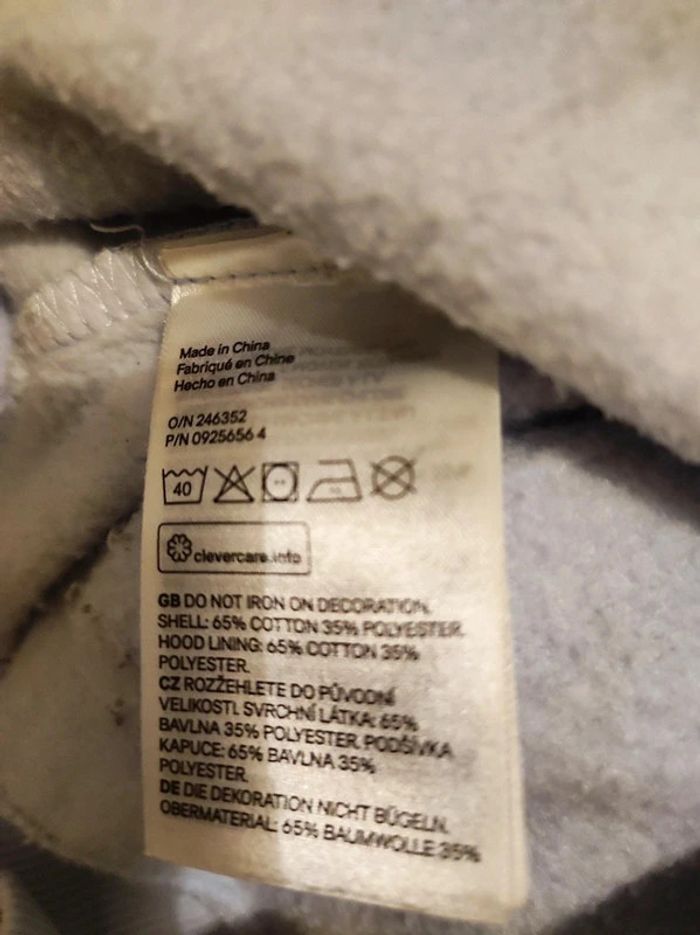 Made in China
Fabriqué en Chine
Hecho en China
O/N 246352
P/N 0925656 4
40
clevercare.info
GB DO NOT IRON ON DECORATION.
SHELL: 65% COTTON 35% POLYESTER.
HOOD LINING: 65% COTTON 35%
POLYESTER.
CZ ROZŽEHLETE DO PŮVODNÍ
VELIKOSTI. SVRCHNÍ LÁTKA: 65%
BAVLNA 35% POLYESTER. PODŠÍVKA
KAPUCE: 65% BAVLNA 35%
POLYESTER.
DE DIE DEKORATION NICHT BÜGELN.
OBERMATERIAL: 65% BAUMWOLLE 35%